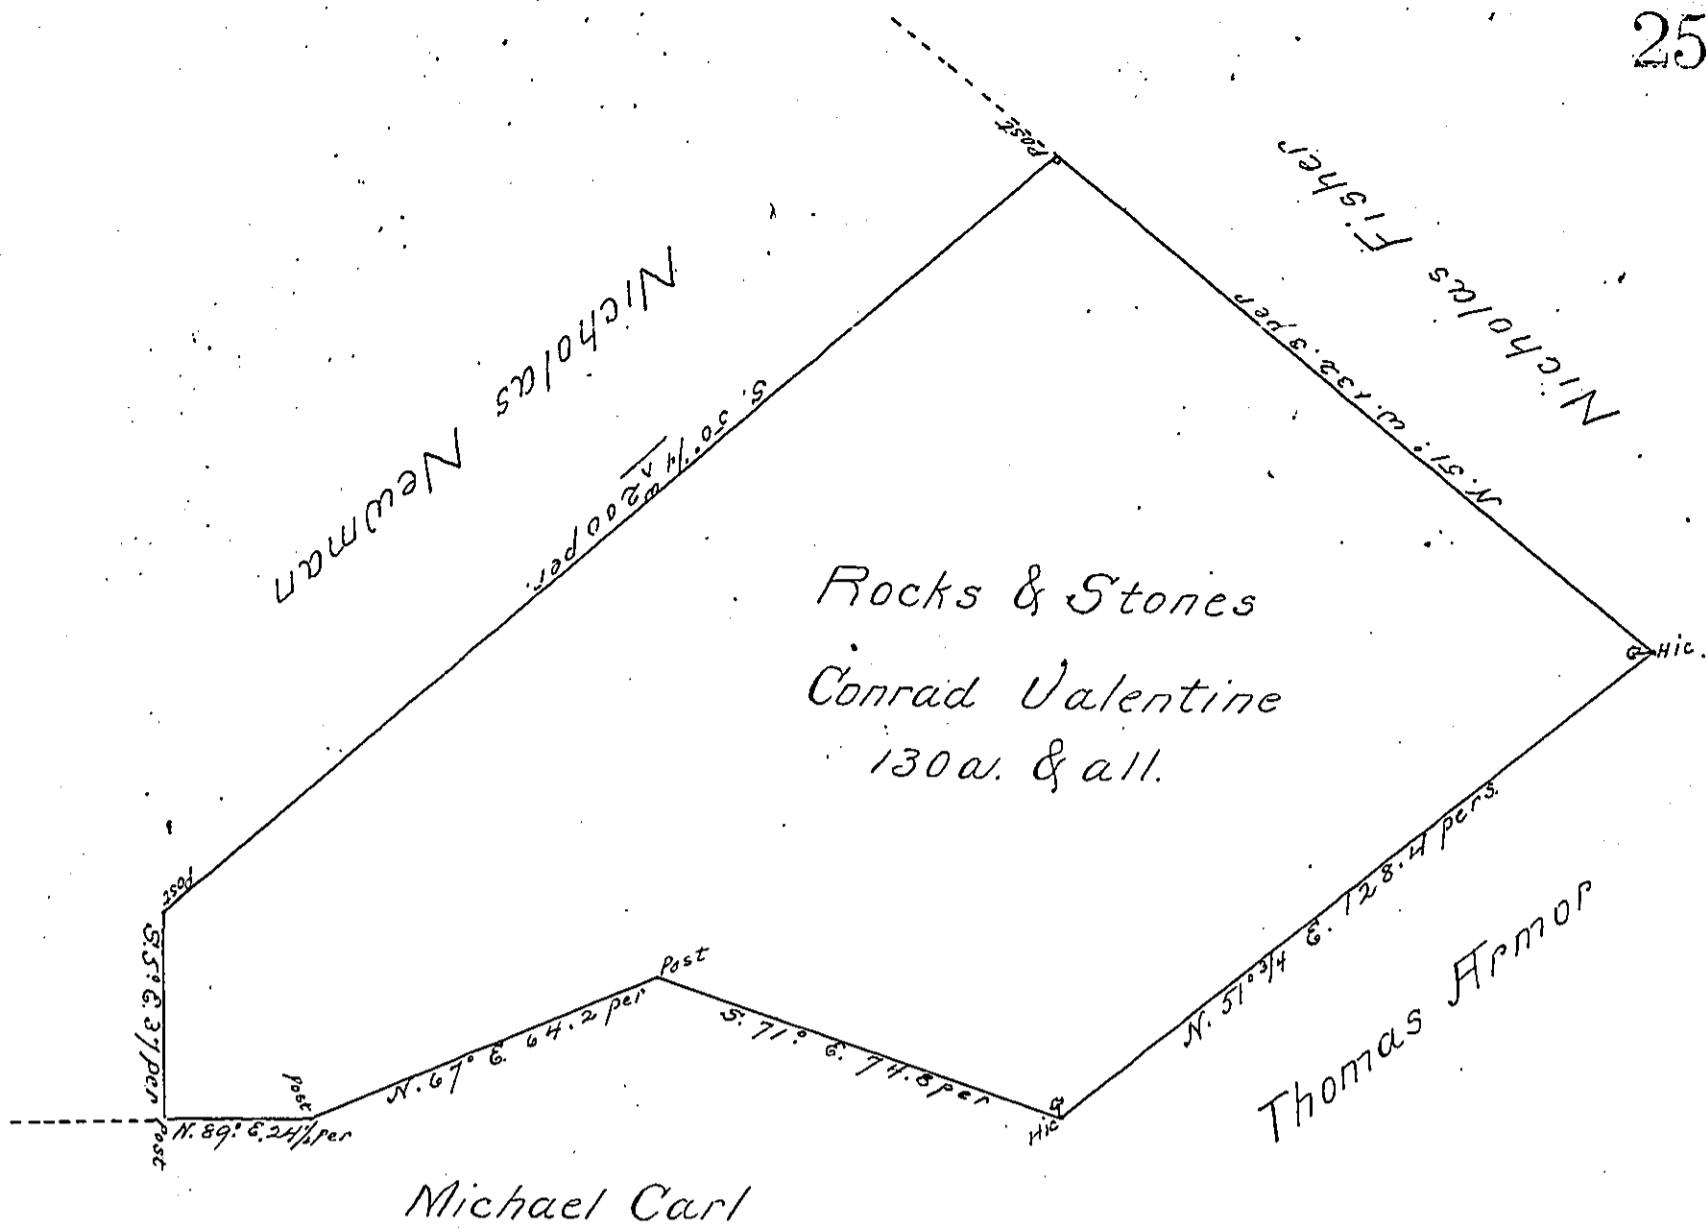 25
Post
Nicholas Fisher
Nicholas Newman
N. 51° W. 132.3 per
S. 50° 1/4 W 200 per.
Rocks & Stones
Hic.
Conrad Valentine
130 a. & all.
N. 51° 3/4 E. 128.4 pers.
Thomas Armor
Post
S. 5° E. 37 per
Post
N. 67° E. 64.2 per
S. 71° E. 74.8 per
Post
Post
N. 89° E. 24 1/2 per
Hic
Michael Carl